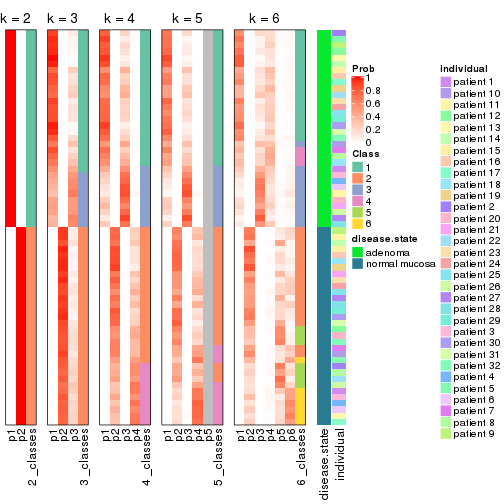 k = 2
k = 3
k = 4
k = 5
k = 6
Prob
1
0.8
0.6
0.4
0.2
0
Class
1
2
3
4
5
6
disease.state
adenoma
normal mucosa
individual
patient 1
patient 10
patient 11
patient 12
patient 13
patient 14
patient 15
patient 16
patient 17
patient 18
patient 19
patient 2
patient 20
patient 21
patient 22
patient 23
patient 24
patient 25
patient 26
patient 27
patient 28
patient 29
patient 3
patient 30
patient 31
patient 32
patient 4
patient 5
patient 6
patient 7
patient 8
patient 9
p1
p2
2_classes
p1
p2
p3
3_classes
p1
p2
p3
p4
4_classes
p1
p2
p3
p4
p5
5_classes
p1
p2
p3
p4
p5
p6
6_classes
disease.state
individual